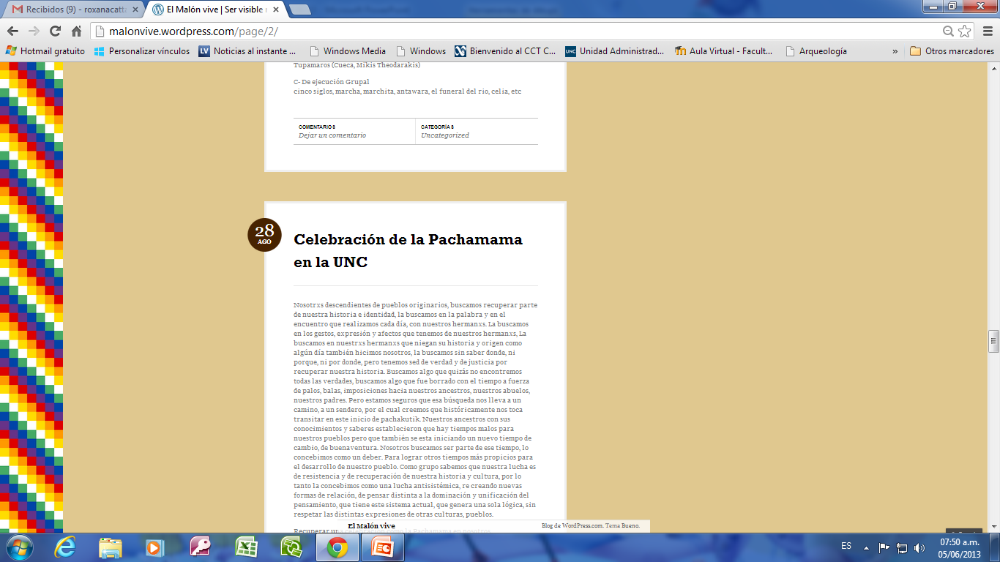 Recibidos (9) - roxanacatt
El Malón vive | Ser visible
malonvive.wordpress.com/page/2/
Hotmail gratuito
Personalizar vínculos
LV Noticias al instante ...
Windows Media
Windows
Bienvenido al CCT C...
UNC Unidad Administrad...
Aula Virtual - Facult...
Arqueología
»
Otros marcadores
Tupamaros (Cueca, Mikis Theodarakis)
C- De ejecución Grupal
cinco siglos, marcha, marchita, antawara, el funeral del rio, celia, etc
COMENTARIOS CATEGORÍAS
Dejar un comentario Uncategorized
28
AGO
Celebración de la Pachamama
en la UNC
Nosotrxs descendientes de pueblos originarios, buscamos recuperar parte
de nuestra historia e identidad, la buscamos en la palabra y en el
encuentro que realizamos cada día, con nuestros hermanxs. La buscamos
en los gestos, expresión y afectos que tenemos de nuestros hermanxs, La
buscamos en nuestrxs hermanxs que niegan su historia y origen como
algún día también hicimos nosotros, la buscamos sin saber donde, ni
porque, ni por donde, pero tenemos sed de verdad y de justicia por
recuperar nuestra historia. Buscamos algo que quizás no encontremos
todas las verdades, buscamos algo que fue borrado con el tiempo a fuerza
de palos, balas, imposiciones hacia nuestros ancestros, nuestros abuelos,
nuestros padres. Pero estamos seguros que esa búsqueda nos lleva a un
camino, a un sendero, por el cual creemos que históricamente nos toca
transitar en este inicio de pachakutik. Nuestros ancestros con sus
conocimientos y saberes establecieron que hay tiempos malos para
nuestros pueblos pero que también se esta iniciando un nuevo tiempo de
cambio, de buenaventura. Nosotros buscamos ser parte de ese tiempo, lo
concebimos como un deber. Para lograr otros tiempos más propicios para
el desarrollo de nuestro pueblo. Como grupo sabemos que nuestra lucha es
de resistencia y de recuperación de nuestra historia y cultura, por lo
tanto la concebimos como una lucha antisistémica, re creando nuevas
formas de relación, de pensar distinta a la dominación y unificación del
pensamiento, que tiene este sistema actual, que genera una sola lógica, sin
respetar las distintas expresiones de otras culturas, pueblos.
El Malón vive Blog de WordPress.com. Tema Bueno.
Recuperar una celebración como la Pachamama en nosotros
ES
07:50 a.m.
05/06/2013